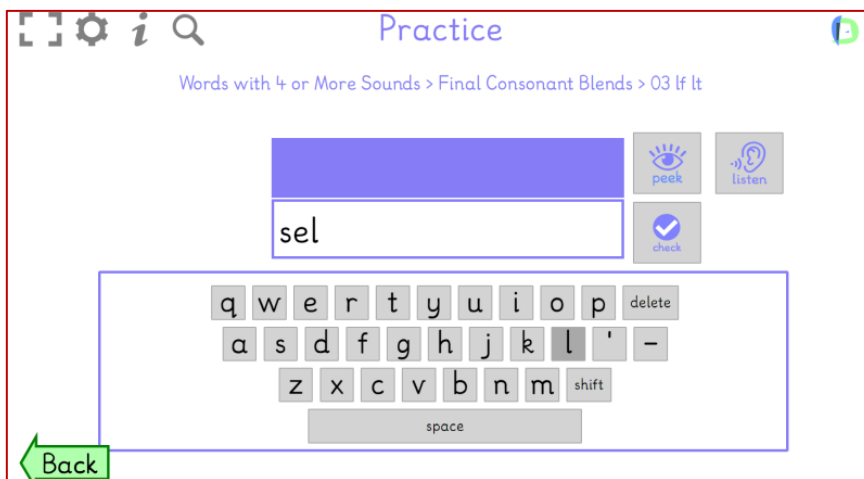 Practice
Words with 4 or More Sounds > Final Consonant Blends > 03 lf lt
peek
listen
sel
check
q w e r t y u i o p delete
a s d f g h j k l ' -
z x c v b n m shift
space
Back